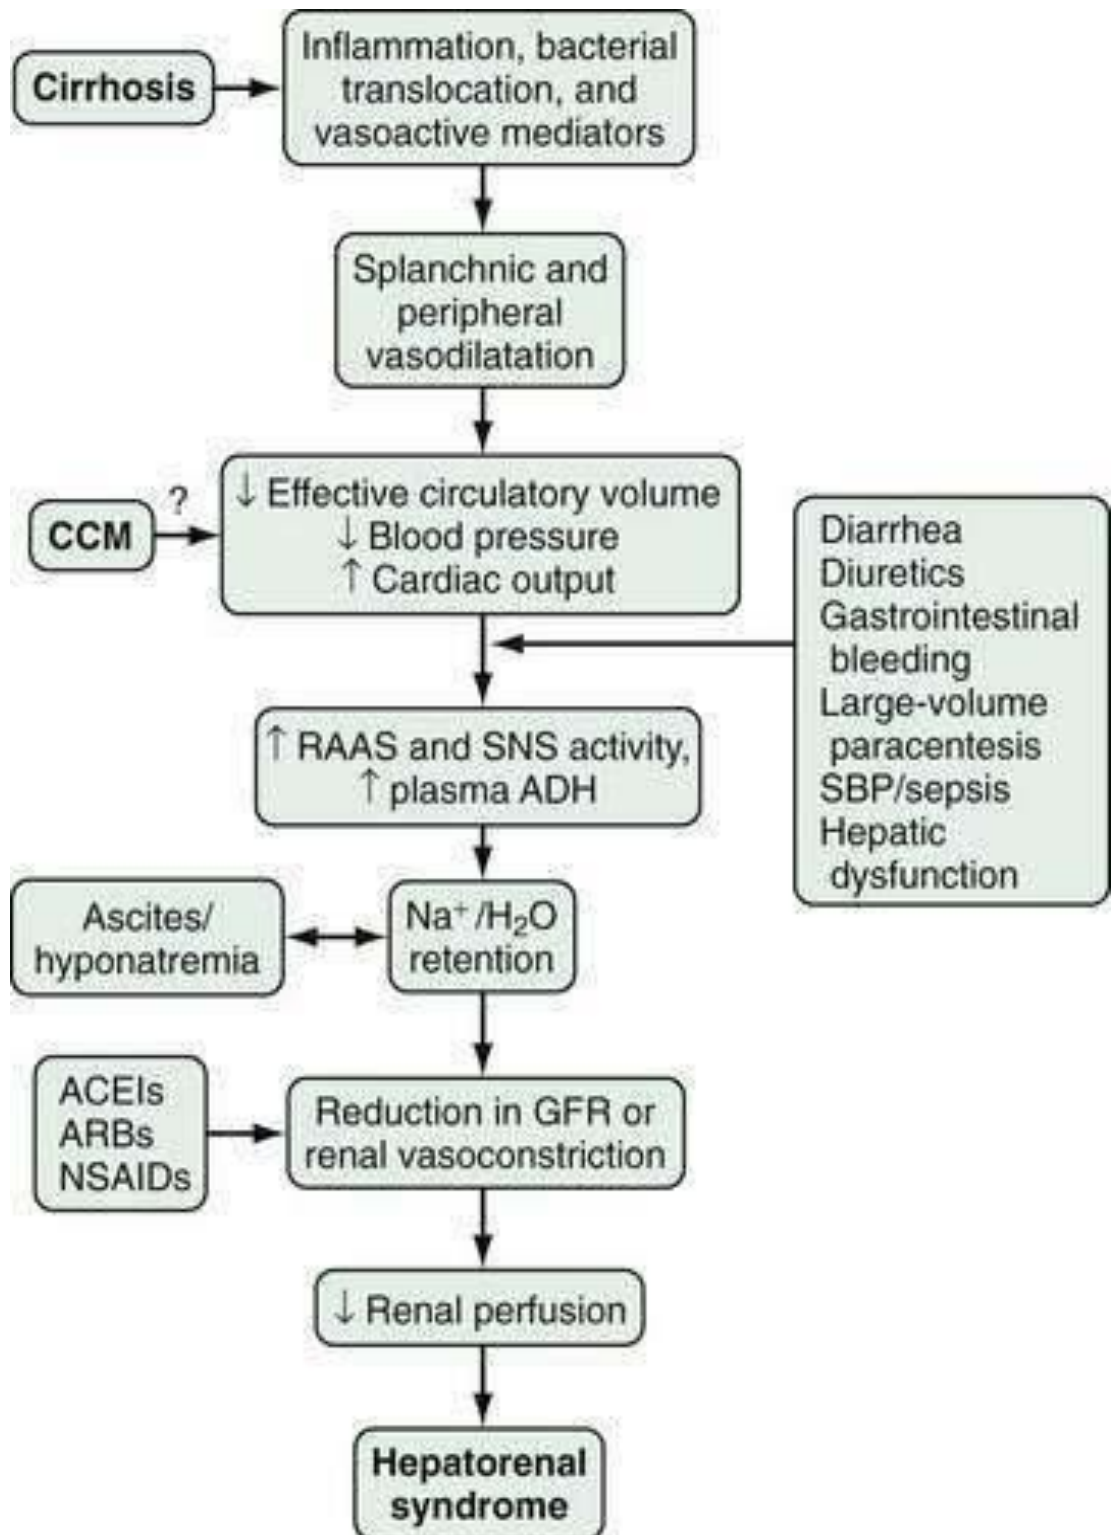 Cirrhosis
Inflammation, bacterial
translocation, and
vasoactive mediators
Splanchnic and
peripheral
vasodilatation
CCM
?
↓ Effective circulatory volume
↓ Blood pressure
↑ Cardiac output
Diarrhea
Diuretics
Gastrointestinal
bleeding
Large-volume
paracentesis
SBP/sepsis
Hepatic
dysfunction
↑ RAAS and SNS activity,
↑ plasma ADH
Ascites/
hyponatremia
Na⁺/H₂O
retention
ACEIs
ARBs
NSAIDs
Reduction in GFR or
renal vasoconstriction
↓ Renal perfusion
Hepatorenal
syndrome